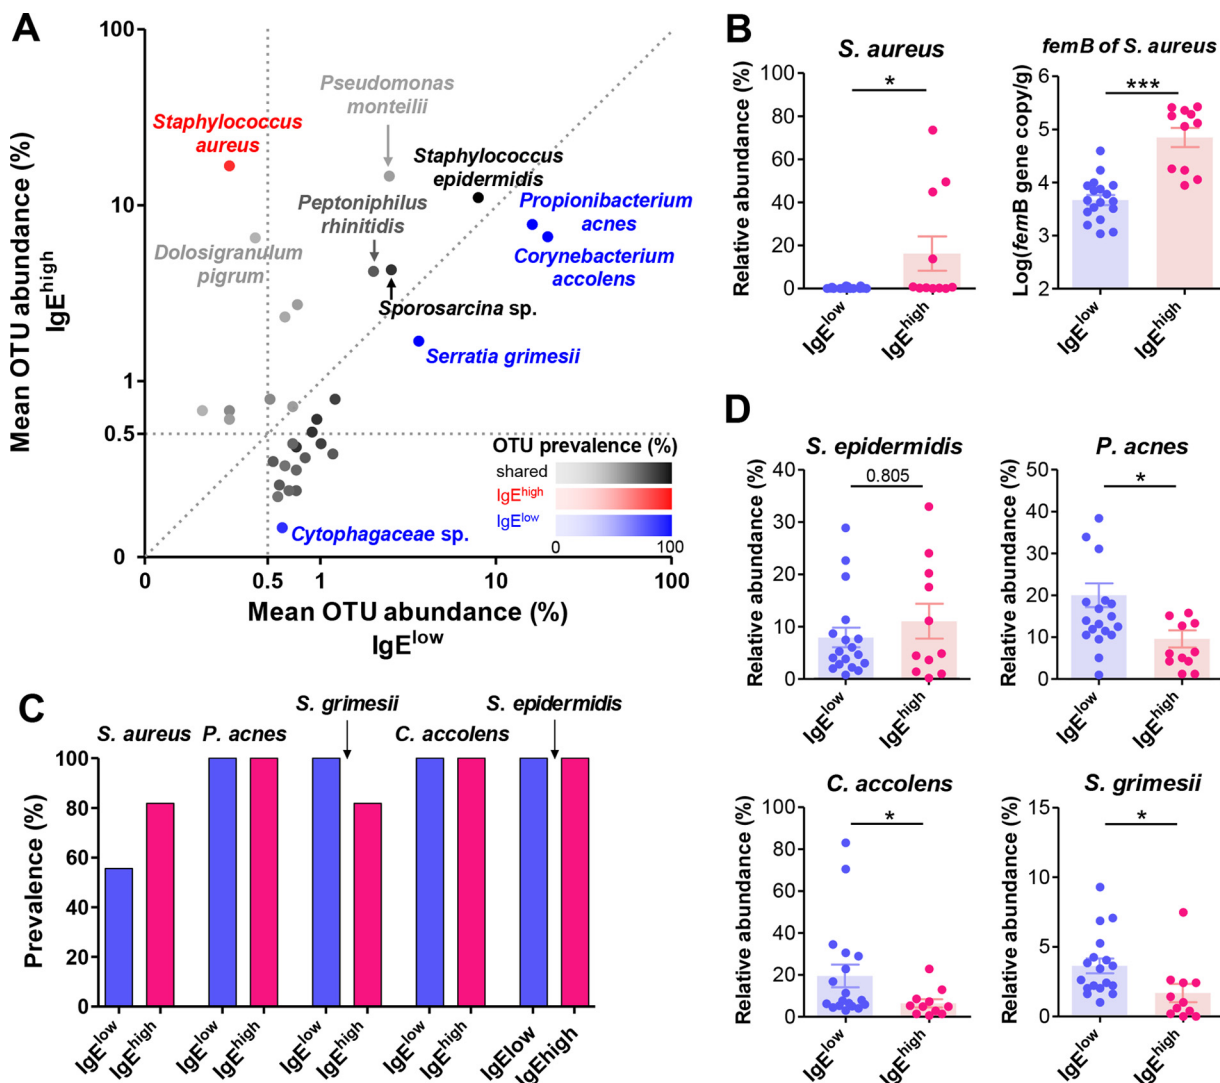 A
Mean OTU abundance (%)
IgEhigh
100
10
1
0.5
0
0
0.5
1
10
100
Mean OTU abundance (%)
IgElow
Staphylococcus
aureus
Pseudomonas
monteilii
Staphylococcus
epidermidis
Peptoniphilus
rhinitidis
Propionibacterium
acnes
Corynebacterium
accolens
Dolosigranulum
pigrum
Sporosarcina sp.
Serratia grimesii
Cytophagaceae sp.
OTU prevalence (%)
shared
IgEhigh
IgElow
0
100
B
S. aureus
*
Relative abundance (%)
100
80
60
40
20
0
IgElow
IgEhigh
femB of S. aureus
***
Log(femB gene copy/g)
6
5
4
3
2
IgElow
IgEhigh
C
S. grimesii
S. epidermidis
S. aureus
P. acnes
C. accolens
Prevalence (%)
100
80
60
40
20
0
IgElow
IgEhigh
IgElow
IgEhigh
IgElow
IgEhigh
IgElow
IgEhigh
IgElow
IgEhigh
D
S. epidermidis
0.805
Relative abundance (%)
40
30
20
10
0
IgElow
IgEhigh
P. acnes
*
Relative abundance (%)
50
40
30
20
10
0
IgElow
IgEhigh
C. accolens
*
Relative abundance (%)
100
80
60
40
20
0
IgElow
IgEhigh
S. grimesii
*
Relative abundance (%)
15
10
5
0
IgElow
IgEhigh